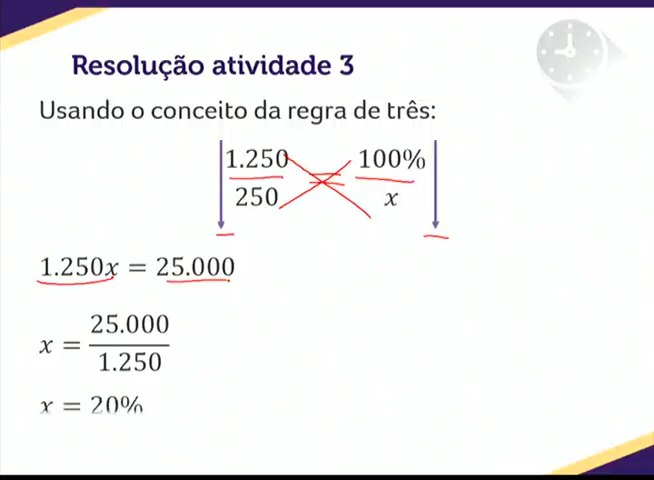 Resolução atividade 3
Usando o conceito da regra de três:
1.250 = 100%
250 x
1.250x = 25.000
x = 25.000
1.250
x = 20%